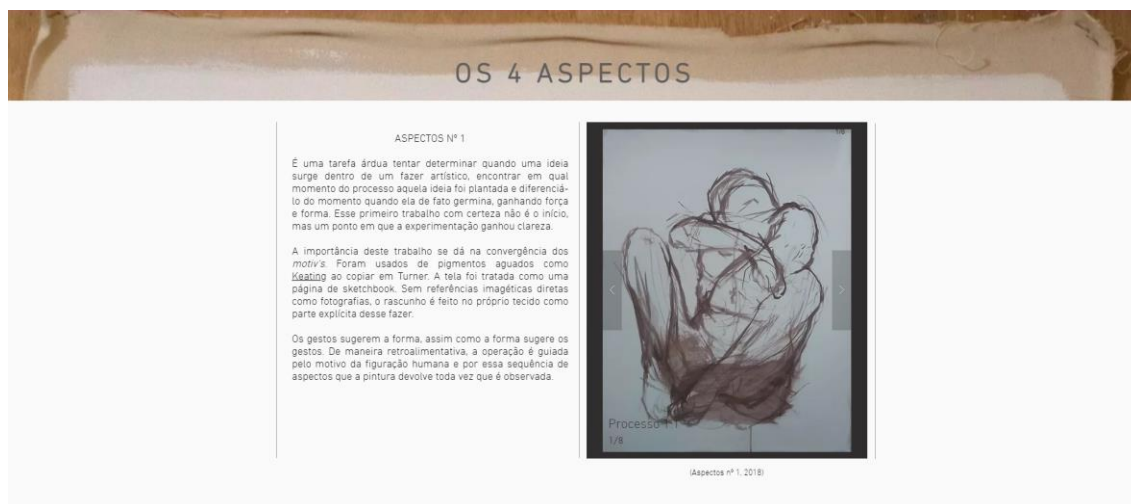 OS 4 ASPECTOS
ASPECTOS Nº 1
É uma tarefa árdua tentar determinar quando uma ideia
surge dentro de um fazer artístico, encontrar em qual
momento do processo aquela ideia foi plantada e diferenciá-
lo do momento quando ela de fato germina, ganhando força
e forma. Esse primeiro trabalho com certeza não é o início,
mas um ponto em que a experimentação ganhou clareza.
A importância deste trabalho se dá na convergência dos
motiv's. Foram usados de pigmentos aguados como
Keating ao copiar em Turner. A tela foi tratada como uma
página de sketchbook. Sem referências imagéticas diretas
como fotografias, o rascunho é feito no próprio tecido como
parte explícita desse fazer.
Os gestos sugerem a forma, assim como a forma sugere os
gestos. De maneira retroalimentativa, a operação é guiada
pelo motivo da figuração humana e por essa sequência de
aspectos que a pintura devolve toda vez que é observada.
1/8
Processo 1.1
1/8
(Aspectos nº 1, 2018)